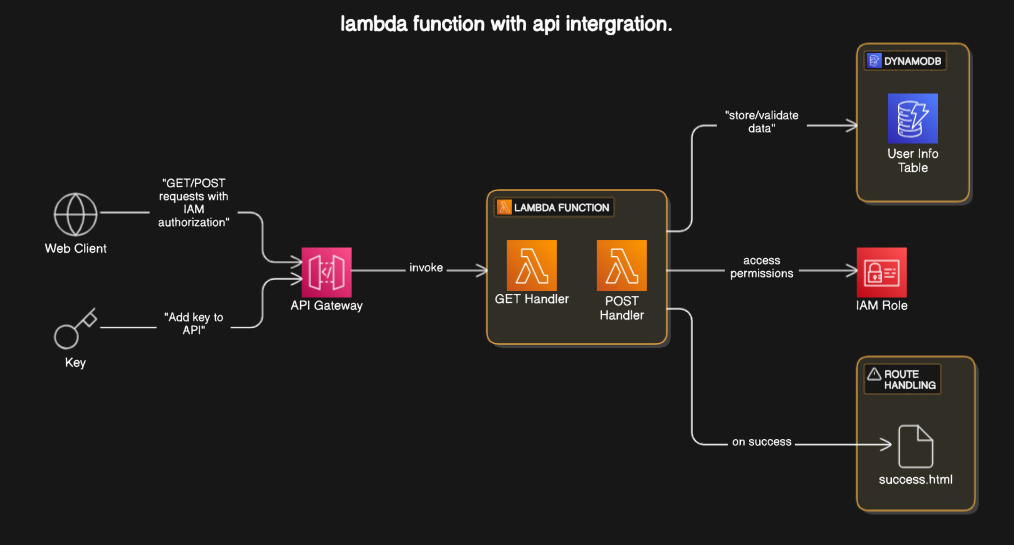 lambda function with api intergration.
DYNAMODB
User Info
Table
"store/validate
data"
"GET/POST
requests with
IAM
authorization"
Web Client
LAMBDA FUNCTION
GET Handler
POST
Handler
invoke
API Gateway
access
permissions
IAM Role
"Add key to
API"
Key
ROUTE
HANDLING
on success
success.html